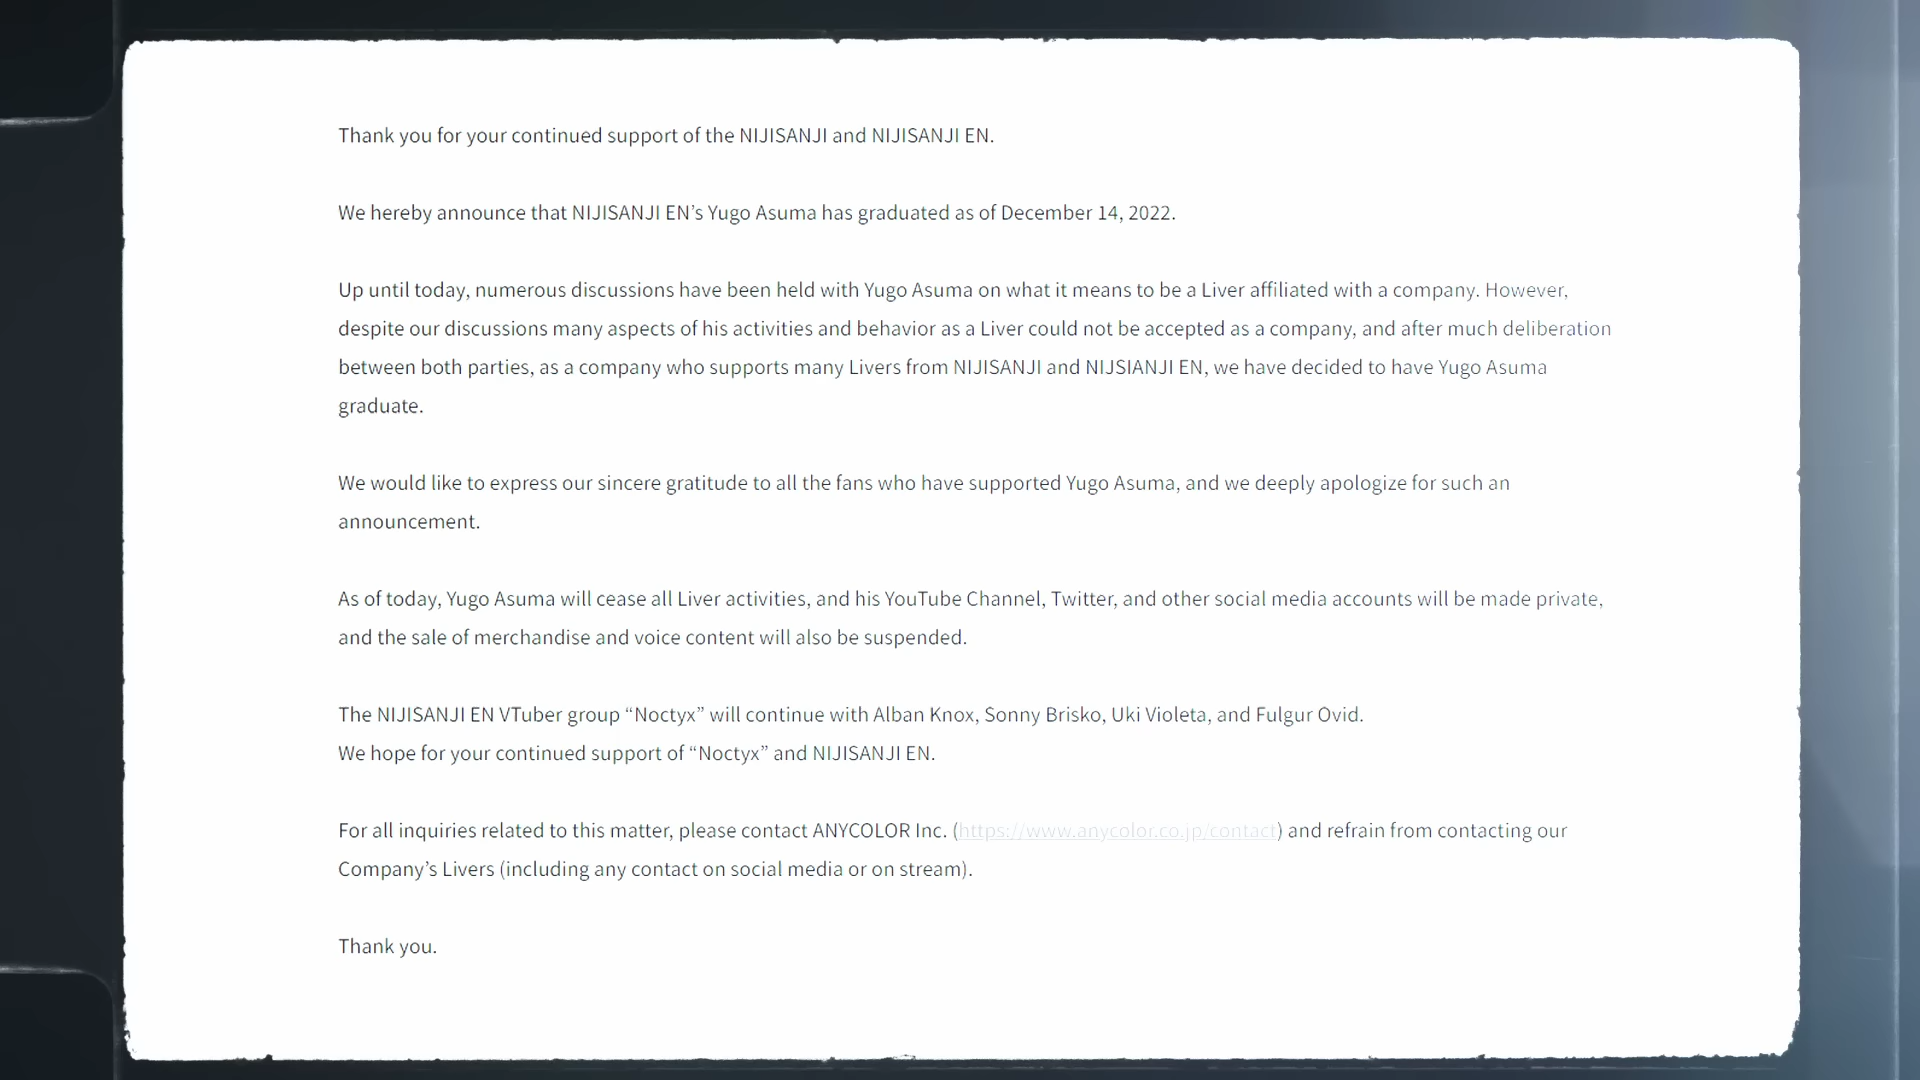 Thank you for your continued support of the NIJISANJI and NIJISANJI EN.
We hereby announce that NIJISANJI EN’s Yugo Asuma has graduated as of December 14, 2022.
Up until today, numerous discussions have been held with Yugo Asuma on what it means to be a Liver affiliated with a company. However,
despite our discussions many aspects of his activities and behavior as a Liver could not be accepted as a company, and after much deliberation
between both parties, as a company who supports many Livers from NIJISANJI and NIJSIANJI EN, we have decided to have Yugo Asuma
graduate.
We would like to express our sincere gratitude to all the fans who have supported Yugo Asuma, and we deeply apologize for such an
announcement.
As of today, Yugo Asuma will cease all Liver activities, and his YouTube Channel, Twitter, and other social media accounts will be made private,
and the sale of merchandise and voice content will also be suspended.
The NIJISANJI EN VTuber group “Noctyx” will continue with Alban Knox, Sonny Brisko, Uki Violeta, and Fulgur Ovid.
We hope for your continued support of “Noctyx” and NIJISANJI EN.
For all inquiries related to this matter, please contact ANYCOLOR Inc. (https://www.anycolor.co.jp/contact) and refrain from contacting our
Company’s Livers (including any contact on social media or on stream).
Thank you.